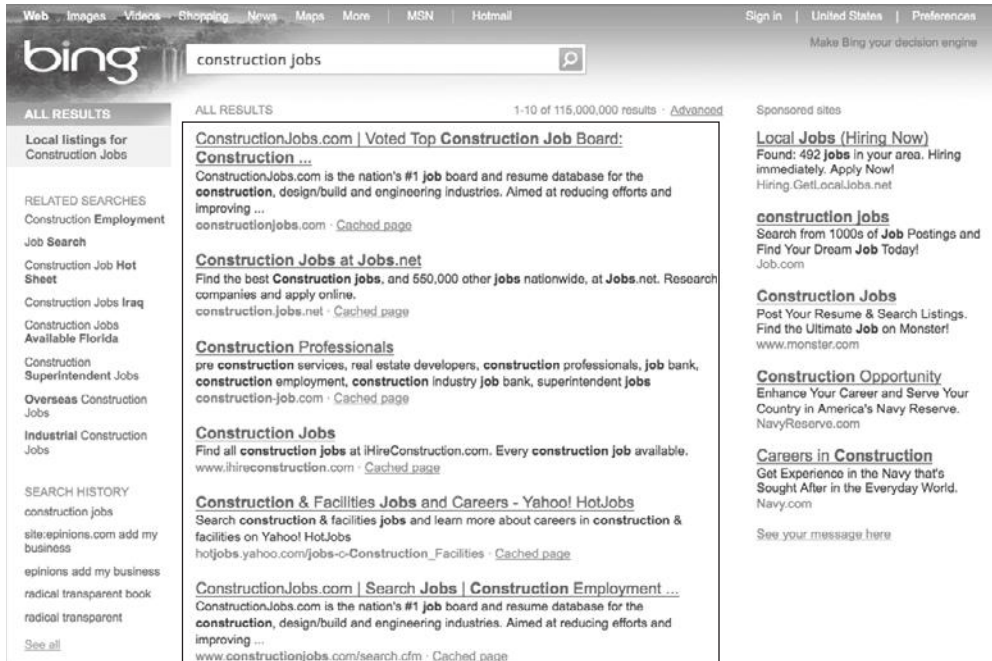 Web Images Videos Shopping News Maps More | MSN | Hotmail
Sign in | United States | Preferences
bing
construction jobs
Make Bing your decision engine
ALL RESULTS
Local listings for
Construction Jobs
RELATED SEARCHES
Construction Employment
Job Search
Construction Job Hot
Sheet
Construction Jobs Iraq
Construction Jobs
Available Florida
Construction
Superintendent Jobs
Overseas Construction
Jobs
Industrial Construction
Jobs
SEARCH HISTORY
construction jobs
site:epinions.com add my
business
epinions add my business
radical transparent book
radical transparent
See all
ALL RESULTS
1-10 of 115,000,000 results · Advanced
ConstructionJobs.com | Voted Top Construction Job Board:
Construction ...
ConstructionJobs.com is the nation's #1 job board and resume database for the
construction, design/build and engineering industries. Aimed at reducing efforts and
improving ...
constructionjobs.com · Cached page
Construction Jobs at Jobs.net
Find the best Construction jobs, and 550,000 other jobs nationwide, at Jobs.net. Research
companies and apply online.
construction.jobs.net · Cached page
Construction Professionals
pre construction services, real estate developers, construction professionals, job bank,
construction employment, construction industry job bank, superintendent jobs
construction-job.com · Cached page
Construction Jobs
Find all construction jobs at iHireConstruction.com. Every construction job available.
www.ihireconstruction.com · Cached page
Construction & Facilities Jobs and Careers - Yahoo! HotJobs
Search construction & facilities jobs and learn more about careers in construction &
facilities on Yahoo! HotJobs
hotjobs.yahoo.com/jobs-c-Construction_Facilities · Cached page
ConstructionJobs.com | Search Jobs | Construction Employment ...
ConstructionJobs.com is the nation's #1 job board and resume database for the
construction, design/build and engineering industries. Aimed at reducing efforts and
improving ...
www.constructionjobs.com/search.cfm · Cached page
Sponsored sites
Local Jobs (Hiring Now)
Found: 492 jobs in your area. Hiring
immediately. Apply Now!
Hiring.GetLocalJobs.net
construction jobs
Search from 1000s of Job Postings and
Find Your Dream Job Today!
Job.com
Construction Jobs
Post Your Resume & Search Listings.
Find the Ultimate Job on Monster!
www.monster.com
Construction Opportunity
Enhance Your Career and Serve Your
Country in America's Navy Reserve.
NavyReserve.com
Careers in Construction
Get Experience in the Navy that's
Sought After in the Everyday World.
Navy.com
See your message here